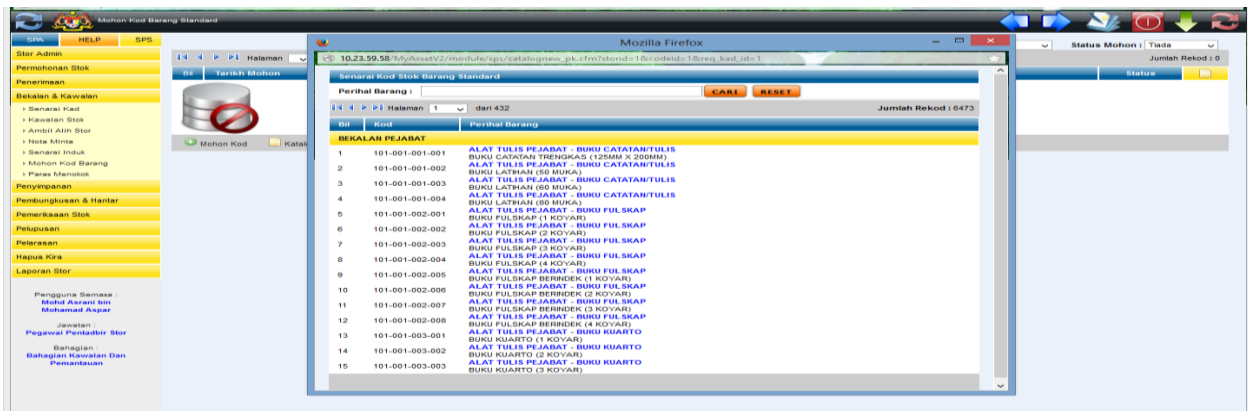 Mohon Kod Barang Standard
SPA HELP SPS
Stor Admin
Permohonan Stok
Penerimaan
Bekalan & Kawalan
Senarai Kad
Kawalan Stok
Ambil Alih Stor
Nota Minta
Senarai Induk
Mohon Kod Barang
Paras Menokok
Penyimpanan
Pembungkusan & Hantar
Pemeriksaan Stok
Pelupusan
Pelarasan
Hapus Kira
Laporan Stor
Pengguna Semasa :
Mohd Asrani bin
Mohamad Aspar
Jawatan :
Pegawai Pentadbir Stor
Bahagian :
Bahagian Kawalan Dan
Pemantauan
Halaman
Bil Tarikh Mohon
Mohon Kod Katal
Status Mohon : Tiada
Jumlah Rekod : 0
Status
Mozilla Firefox
10.23.59.58/MyAssetV2/module/sps/catalognew_pk.cfm?storid=1&codeid=1&req_kad_id=1
Senarai Kod Stok Barang Standard
Perihal Barang : CARI RESET
Halaman 1 dari 432 Jumlah Rekod : 6473
Bil Kod Perihal Barang
BEKALAN PEJABAT
1 101-001-001-001 ALAT TULIS PEJABAT - BUKU CATATAN/TULIS
BUKU CATATAN TRENGKAS (125MM X 200MM)
2 101-001-001-002 ALAT TULIS PEJABAT - BUKU CATATAN/TULIS
BUKU LATIHAN (50 MUKA)
3 101-001-001-003 ALAT TULIS PEJABAT - BUKU CATATAN/TULIS
BUKU LATIHAN (60 MUKA)
4 101-001-001-004 ALAT TULIS PEJABAT - BUKU CATATAN/TULIS
BUKU LATIHAN (80 MUKA)
5 101-001-002-001 ALAT TULIS PEJABAT - BUKU FULSKAP
BUKU FULSKAP (1 KOYAR)
6 101-001-002-002 ALAT TULIS PEJABAT - BUKU FULSKAP
BUKU FULSKAP (2 KOYAR)
7 101-001-002-003 ALAT TULIS PEJABAT - BUKU FULSKAP
BUKU FULSKAP (3 KOYAR)
8 101-001-002-004 ALAT TULIS PEJABAT - BUKU FULSKAP
BUKU FULSKAP (4 KOYAR)
9 101-001-002-005 ALAT TULIS PEJABAT - BUKU FULSKAP
BUKU FULSKAP BERINDEK (1 KOYAR)
10 101-001-002-006 ALAT TULIS PEJABAT - BUKU FULSKAP
BUKU FULSKAP BERINDEK (2 KOYAR)
11 101-001-002-007 ALAT TULIS PEJABAT - BUKU FULSKAP
BUKU FULSKAP BERINDEK (3 KOYAR)
12 101-001-002-008 ALAT TULIS PEJABAT - BUKU FULSKAP
BUKU FULSKAP BERINDEK (4 KOYAR)
13 101-001-003-001 ALAT TULIS PEJABAT - BUKU KUARTO
BUKU KUARTO (1 KOYAR)
14 101-001-003-002 ALAT TULIS PEJABAT - BUKU KUARTO
BUKU KUARTO (2 KOYAR)
15 101-001-003-003 ALAT TULIS PEJABAT - BUKU KUARTO
BUKU KUARTO (3 KOYAR)